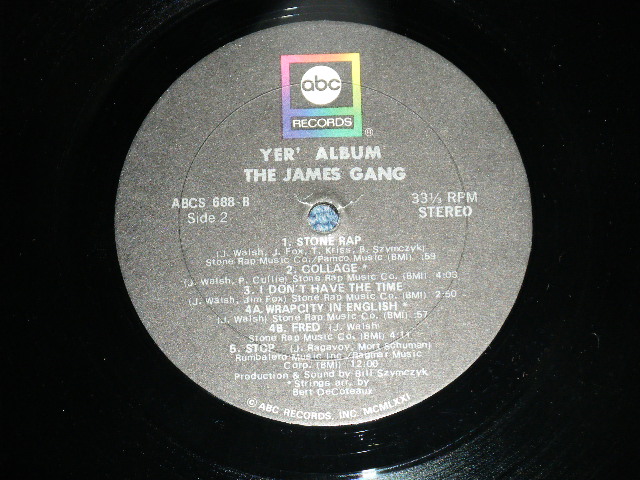 abc
RECORDS
®
YER' ALBUM
THE JAMES GANG
ABCS 688-B
Side 2
33⅓ RPM
STEREO
1. STONE RAP
(J. Walsh, J. Fox, T. Kriss, B. Szymczyk)
Stone Rap Music Co./Pamco Music (BMI) :59
2. COLLAGE *
(J. Walsh, P. Cullie) Stone Rap Music Co. (BMI) 4:03
3. I DON'T HAVE THE TIME
(J. Walsh, Jim Fox) Stone Rap Music Co. (BMI) 2:50
4A. WRAPCITY IN ENGLISH *
(J. Walsh) Stone Rap Music Co. (BMI) :57
4B. FRED (J. Walsh
Stone Rap Music Co. (BMI) 4:11
5. STOP (J. Ragavoy, Mort Schuman)
Rumbalero Music Inc./Ragmar Music
Corp. (BMI) 12:00
Production & Sound by Bill Szymczyk
*Strings arr. by
Bert DeCoteaux
© ABC RECORDS, INC. MCMLXXI